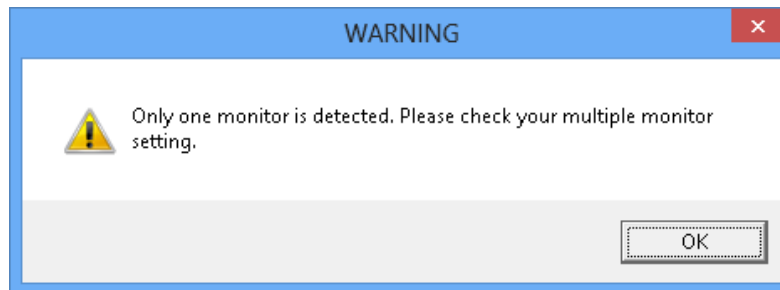 WARNING
Only one monitor is detected. Please check your multiple monitor
setting.
OK